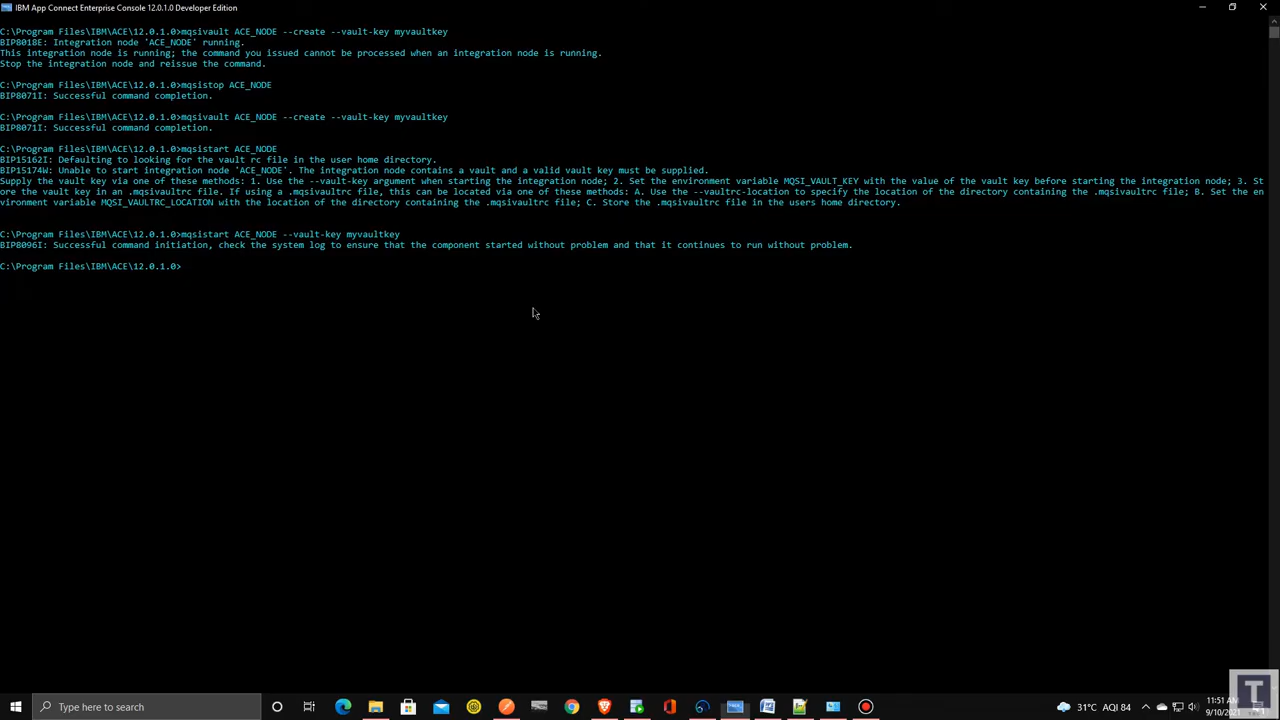 IBM App Connect Enterprise Console 12.0.1.0 Developer Edition
C:\Program Files\IBM\ACE\12.0.1.0>mqsivault ACE_NODE --create --vault-key myvaultkey
BIP8018E: Integration node 'ACE_NODE' running.
This integration node is running; the command you issued cannot be processed when an integration node is running.
Stop the integration node and reissue the command.
C:\Program Files\IBM\ACE\12.0.1.0>mqsistop ACE_NODE
BIP8071I: Successful command completion.
C:\Program Files\IBM\ACE\12.0.1.0>mqsivault ACE_NODE --create --vault-key myvaultkey
BIP8071I: Successful command completion.
C:\Program Files\IBM\ACE\12.0.1.0>mqsistart ACE_NODE
BIP15162I: Defaulting to looking for the vault rc file in the user home directory.
BIP15174W: Unable to start integration node 'ACE_NODE'. The integration node contains a vault and a valid vault key must be supplied.
Supply the vault key via one of these methods: 1. Use the --vault-key argument when starting the integration node; 2. Set the environment variable MQSI_VAULT_KEY with the value of the vault key before starting the integration node; 3. St
ore the vault key in an .mqsivaultrc file. If using a .mqsivaultrc file, this can be located via one of these methods: A. Use the --vaultrc-location to specify the location of the directory containing the .mqsivaultrc file; B. Set the en
vironment variable MQSI_VAULTRC_LOCATION with the location of the directory containing the .mqsivaultrc file; C. Store the .mqsivaultrc file in the users home directory.
C:\Program Files\IBM\ACE\12.0.1.0>mqsistart ACE_NODE --vault-key myvaultkey
BIP8096I: Successful command initiation, check the system log to ensure that the component started without problem and that it continues to run without problem.
C:\Program Files\IBM\ACE\12.0.1.0>
Type here to search
31°C AQI 84
11:51 AM
9/10/2021
T